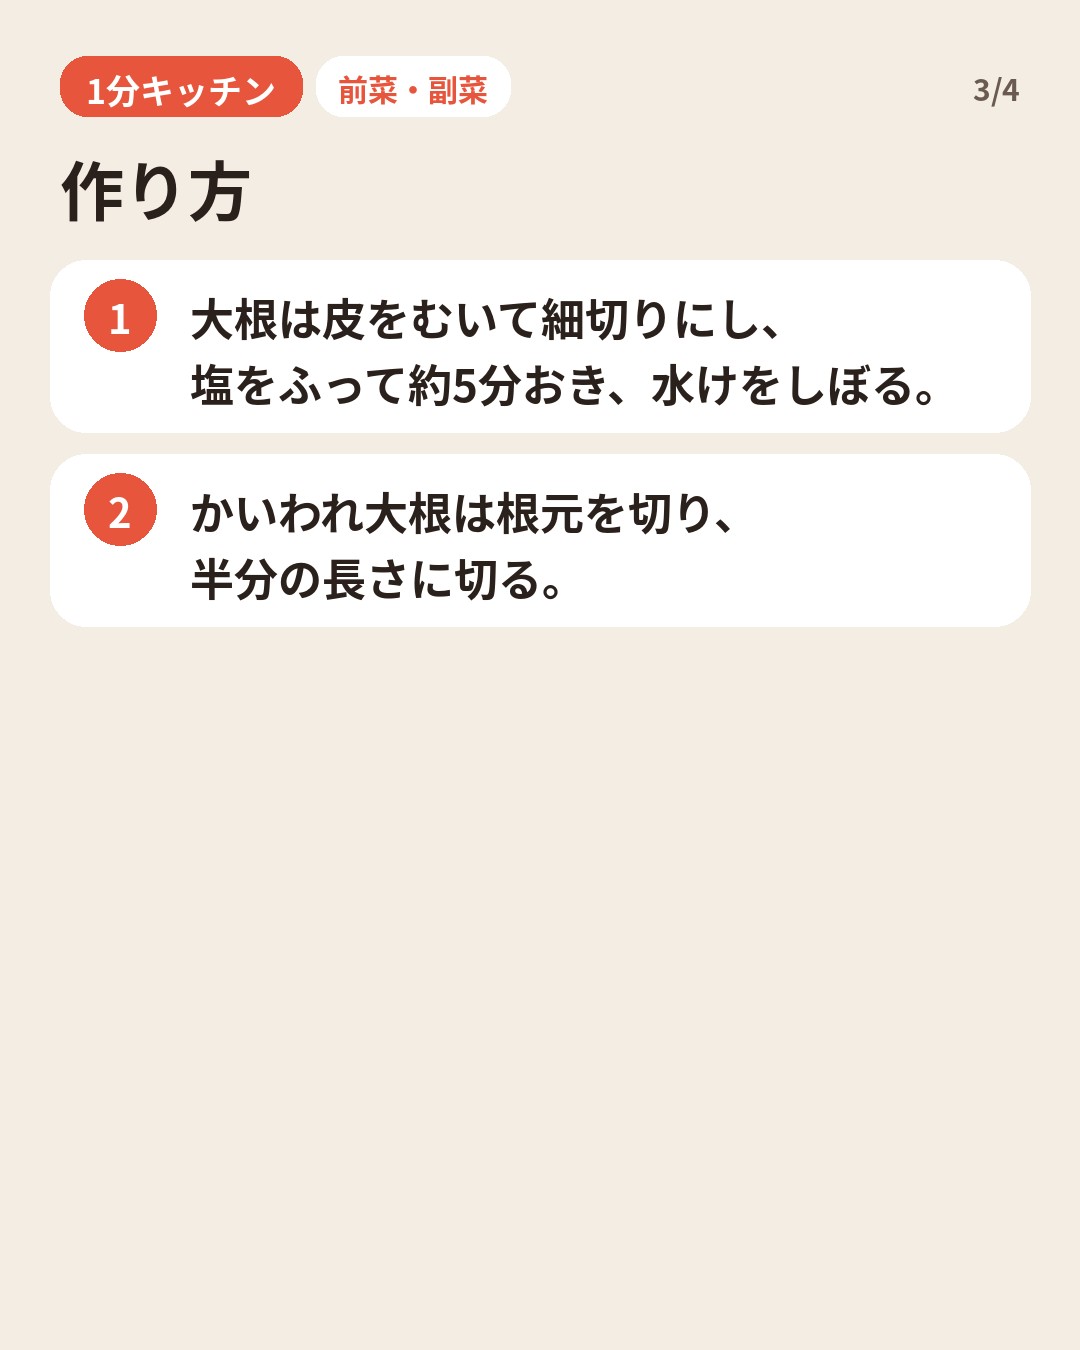 1分キッチン
前菜・副菜
3/4
作り方
1
大根は皮をむいて細切りにし、
塩をふって約5分おき、水けをしぼる。
2
かいわれ大根は根元を切り、
半分の長さに切る。